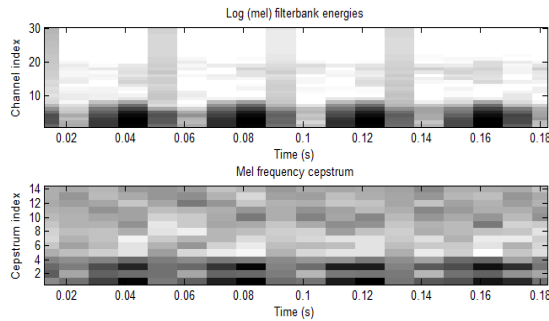 Log (mel) filterbank energies
30
20
10
Channel index
0.02 0.04 0.06 0.08 0.1 0.12 0.14 0.16 0.18
Time (s)
Mel frequency cepstrum
14
12
10
8
6
4
2
Cepstrum index
0.02 0.04 0.06 0.08 0.1 0.12 0.14 0.16 0.18
Time (s)